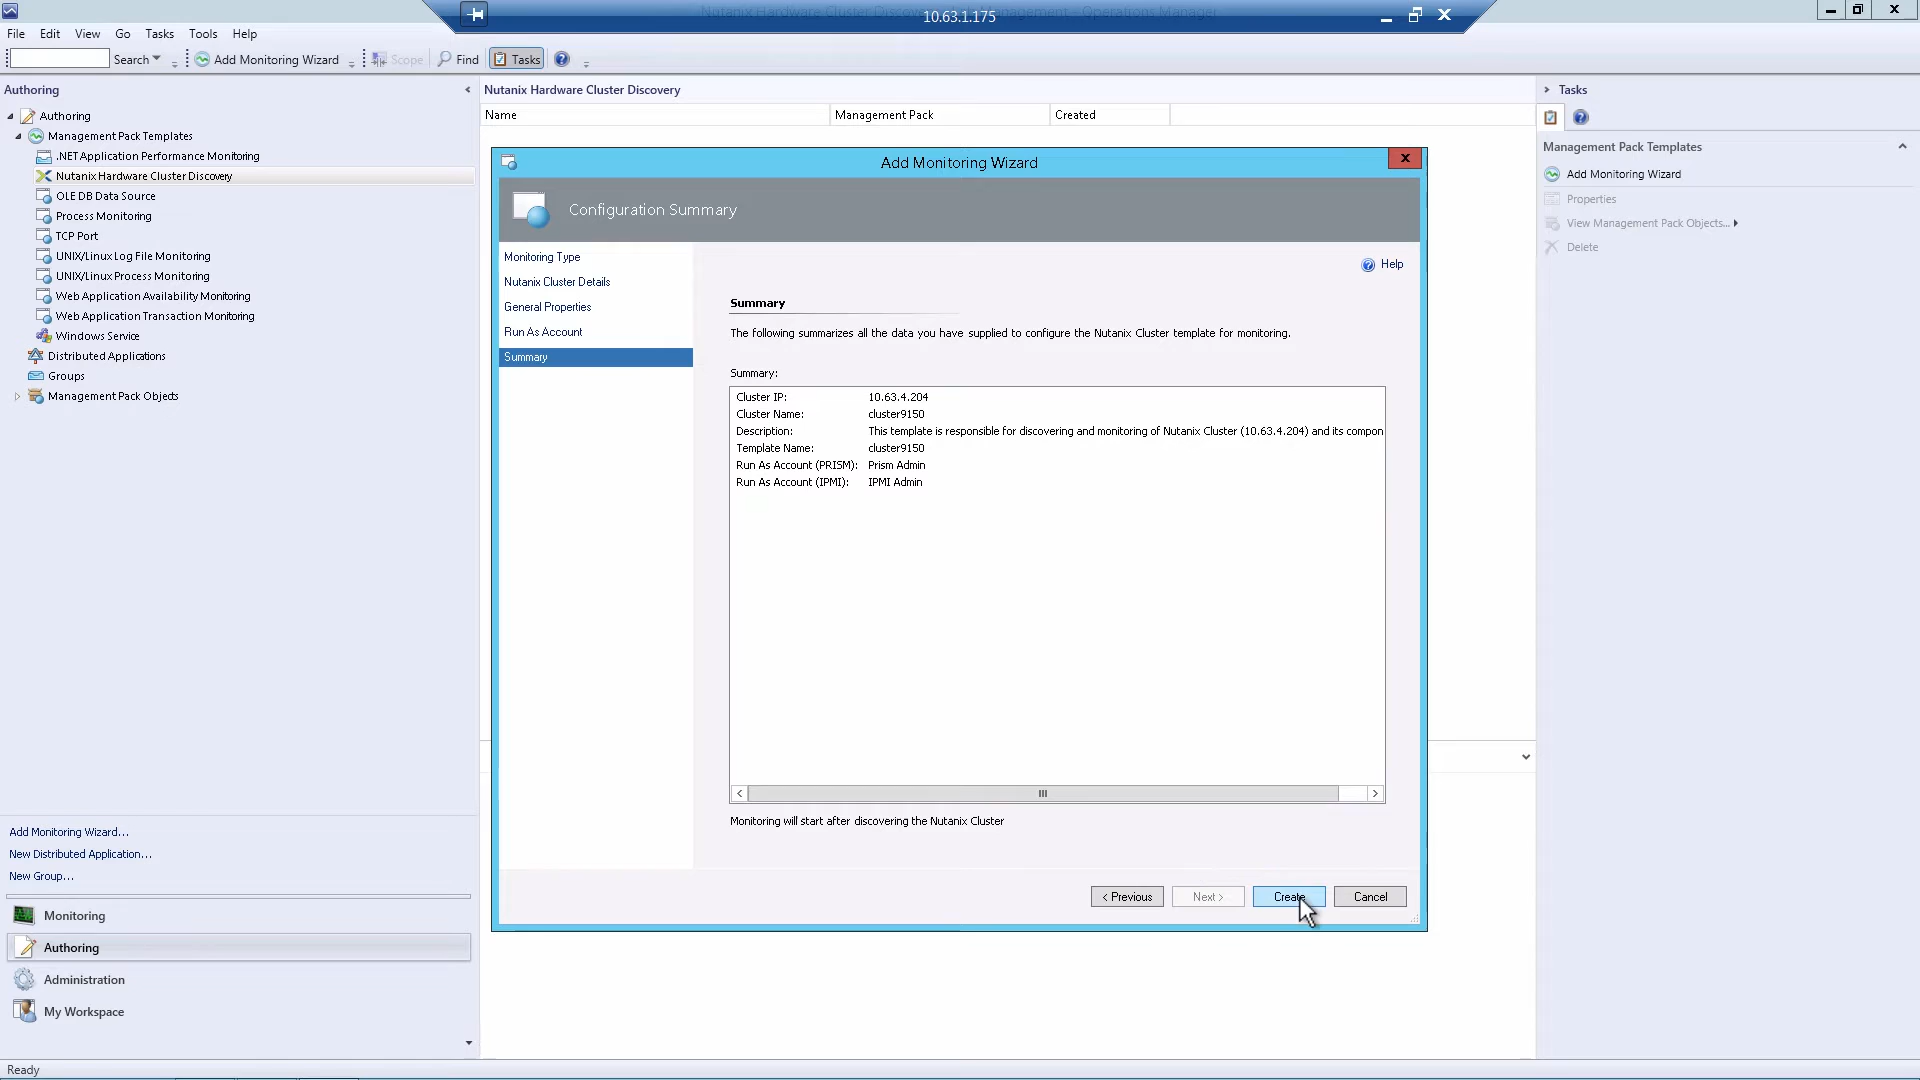 Nutanix Hardware Cluster Disco
anagement - Operations Manager
10.63.1.175
File Edit View Go Tasks Tools Help
Search Add Monitoring Wizard Scope Find Tasks
Authoring
Authoring
Management Pack Templates
.NET Application Performance Monitoring
Nutanix Hardware Cluster Discovery
OLE DB Data Source
Process Monitoring
TCP Port
UNIX/Linux Log File Monitoring
UNIX/Linux Process Monitoring
Web Application Availability Monitoring
Web Application Transaction Monitoring
Windows Service
Distributed Applications
Groups
Management Pack Objects
Add Monitoring Wizard...
New Distributed Application...
New Group...
Monitoring
Authoring
Administration
My Workspace
Ready
Nutanix Hardware Cluster Discovery
Name Management Pack Created
Add Monitoring Wizard
Configuration Summary
Monitoring Type
Nutanix Cluster Details
General Properties
Run As Account
Summary
Help
Summary
The following summarizes all the data you have supplied to configure the Nutanix Cluster template for monitoring.
Summary:
Cluster IP: 10.63.4.204
Cluster Name: cluster9150
Description: This template is responsible for discovering and monitoring of Nutanix Cluster (10.63.4.204) and its compon
Template Name: cluster9150
Run As Account (PRISM): Prism Admin
Run As Account (IPMI): IPMI Admin
Monitoring will start after discovering the Nutanix Cluster
< Previous Next > Create Cancel
Tasks
Management Pack Templates
Add Monitoring Wizard
Properties
View Management Pack Objects...
Delete